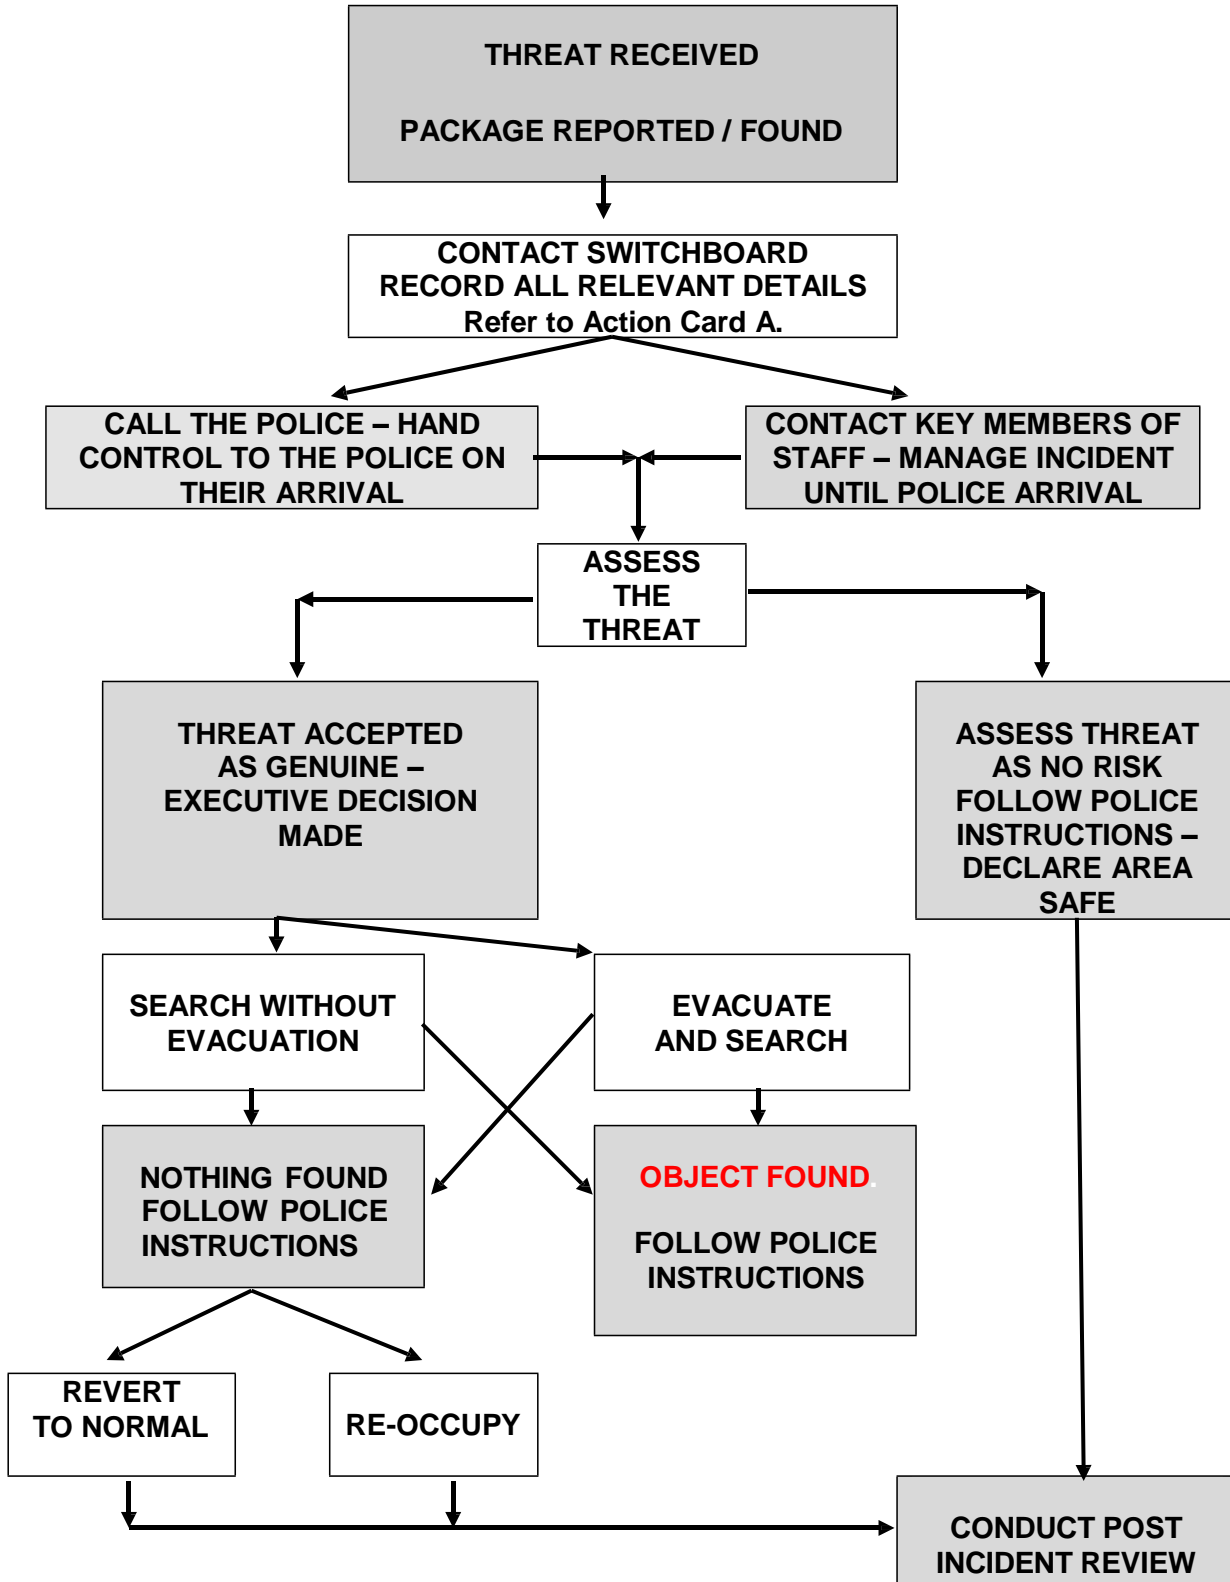 THREAT RECEIVED
PACKAGE REPORTED / FOUND
CONTACT SWITCHBOARD
RECORD ALL RELEVANT DETAILS
Refer to Action Card A.
CALL THE POLICE – HAND
CONTROL TO THE POLICE ON
THEIR ARRIVAL
CONTACT KEY MEMBERS OF
STAFF – MANAGE INCIDENT
UNTIL POLICE ARRIVAL
ASSESS
THE
THREAT
THREAT ACCEPTED
AS GENUINE –
EXECUTIVE DECISION
MADE
ASSESS THREAT
AS NO RISK
FOLLOW POLICE
INSTRUCTIONS –
DECLARE AREA
SAFE
SEARCH WITHOUT
EVACUATION
EVACUATE
AND SEARCH
NOTHING FOUND
FOLLOW POLICE
INSTRUCTIONS
OBJECT FOUND.
FOLLOW POLICE
INSTRUCTIONS
REVERT
TO NORMAL
RE-OCCUPY
CONDUCT POST
INCIDENT REVIEW